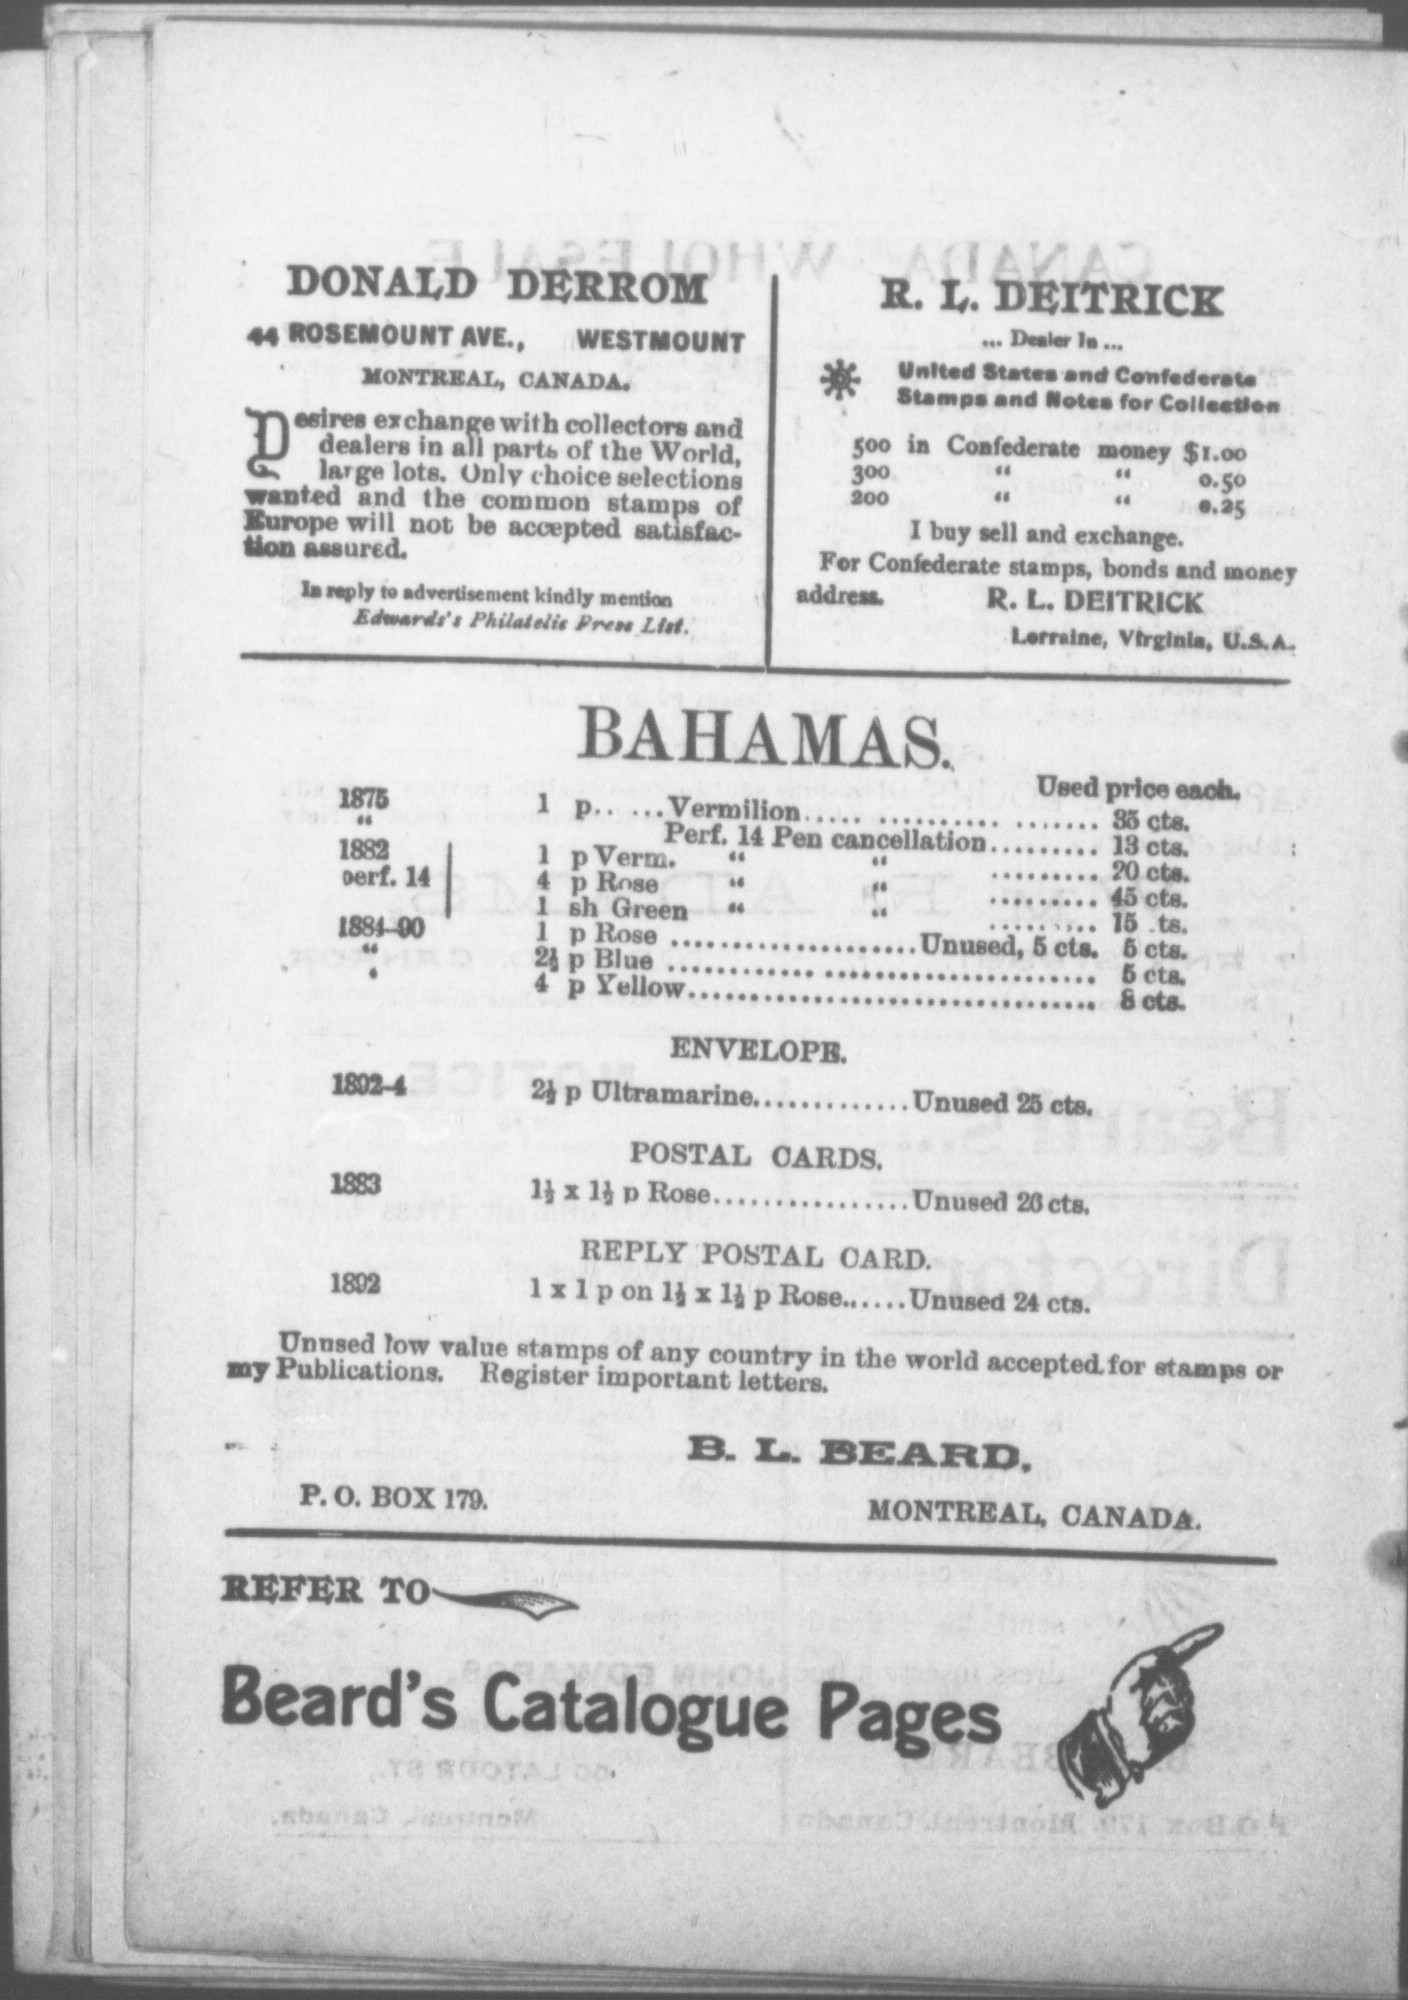 DONALD DERROM
44 ROSEMOUNT AVE., WESTMOUNT
MONTREAL, CANADA.
Desires exchange with collectors and
dealers in all parts of the World,
large lots. Only choice selections
wanted and the common stamps of
Europe will not be accepted satisfac-
tion assured.
In reply to advertisement kindly mention
Edwards's Philatelic Press List.
R. L. DEITRICK
... Dealer In ...
United States and Confederate
Stamps and Notes for Collection
500 in Confederate money $1.00
300 " " 0.50
200 " " 0.25
I buy sell and exchange.
For Confederate stamps, bonds and money
address. R. L. DEITRICK
Lorraine, Virginia, U.S.A.
BAHAMAS.
Used price each.
1875 1 p.. ... Vermilion..... .......... ....... 35 cts.
" Perf. 14 Pen cancellation......... 13 cts.
1882 1 p Verm. " " ......... 20 cts.
perf. 14 4 p Rose " " ......... 45 cts.
1 sh Green " " ......... 15 .ts.
1884-90 1 p Rose .................... Unused, 5 cts. 5 cts.
" 2½ p Blue ............ ...................... 5 cts.
" 4 p Yellow................................... 8 cts.
ENVELOPE.
1892-4 2½ p Ultramarine............. Unused 25 cts.
POSTAL CARDS.
1883 1½ x 1½ p Rose................ Unused 26 cts.
REPLY POSTAL CARD.
1892 1 x 1 p on 1½ x 1½ p Rose...... Unused 24 cts.
Unused low value stamps of any country in the world accepted for stamps or
my Publications. Register important letters.
B. L. BEARD.
P. O. BOX 179. MONTREAL, CANADA.
REFER TO
Beard's Catalogue Pages